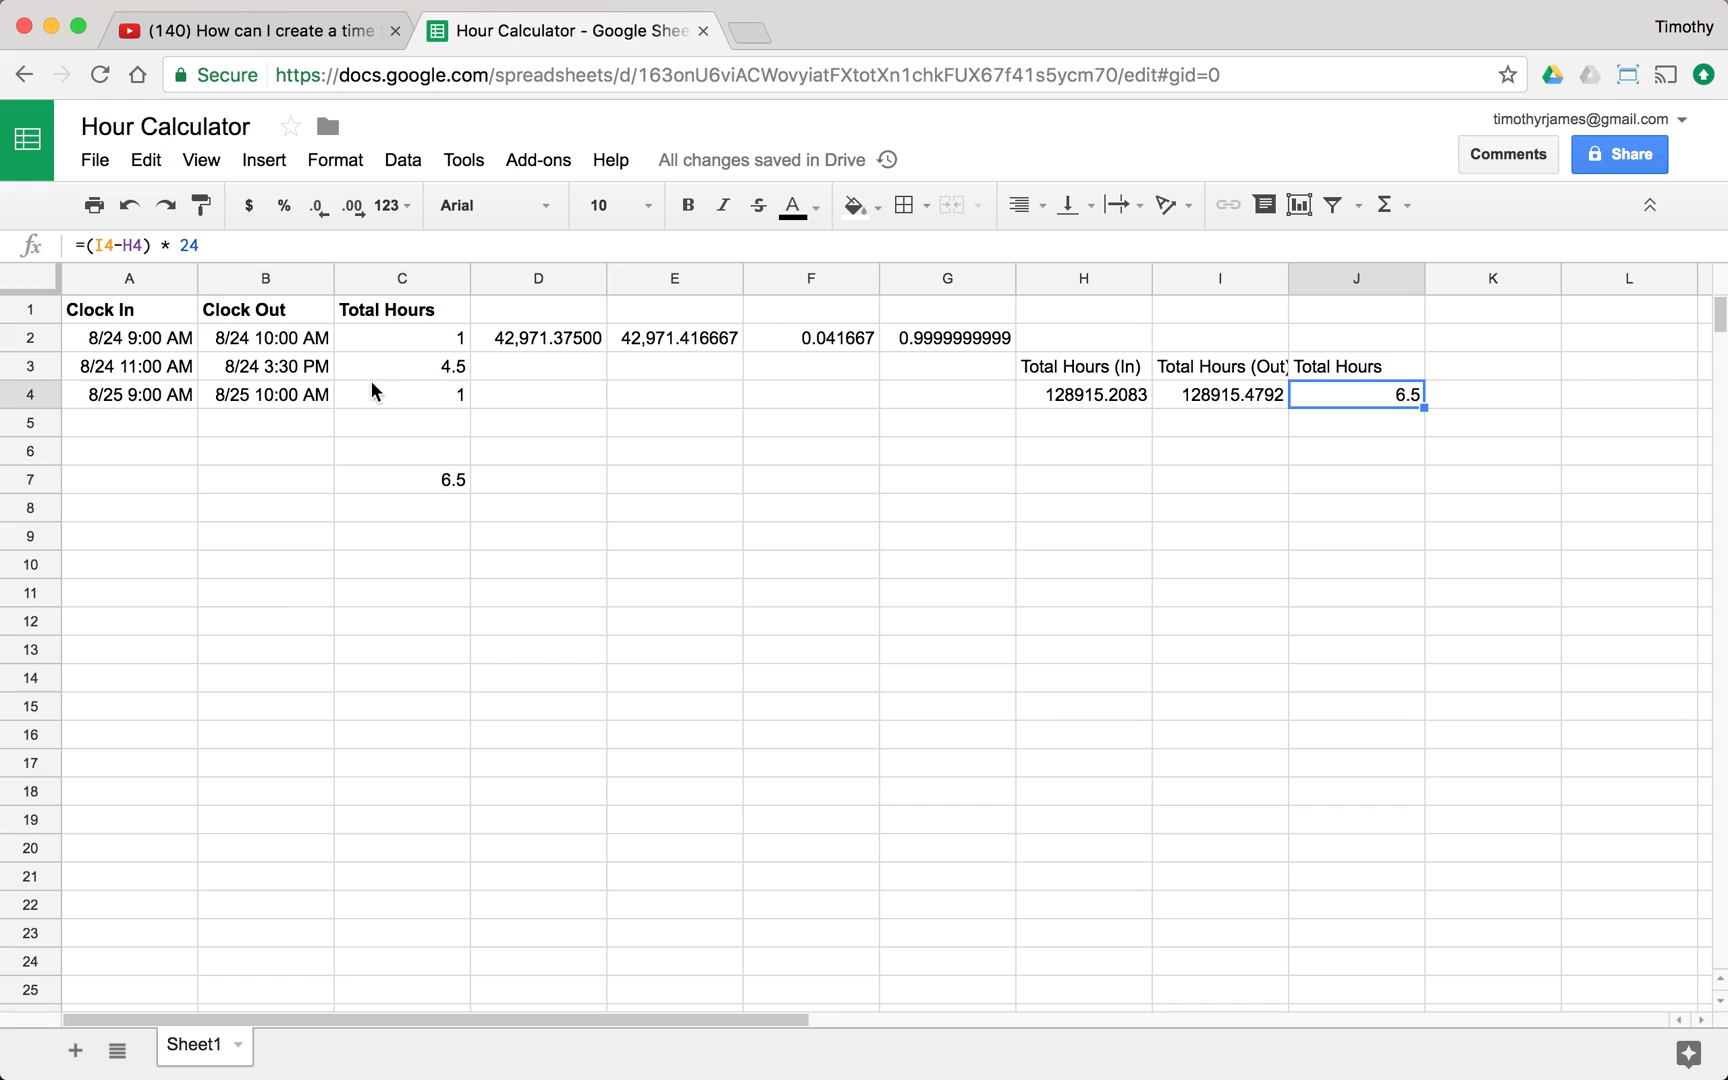 (140) How can I create a time
Hour Calculator - Google Shee
Timothy
Secure https://docs.google.com/spreadsheets/d/163onU6viACWovyiatFXtotXn1chkFUX67f41s5ycm70/edit#gid=0
Hour Calculator
timothyrjames@gmail.com
File Edit View Insert Format Data Tools Add-ons Help All changes saved in Drive
Comments Share
$ % .0 .00 123 Arial 10 B I S A Σ
fx =(I4-H4) * 24
A B C D E F G H I J K L
1 Clock In Clock Out Total Hours
2 8/24 9:00 AM 8/24 10:00 AM 1 42,971.37500 42,971.416667 0.041667 0.9999999999
3 8/24 11:00 AM 8/24 3:30 PM 4.5 Total Hours (In) Total Hours (Out) Total Hours
4 8/25 9:00 AM 8/25 10:00 AM 1 128915.2083 128915.4792 6.5
5
6
7 6.5
8
9
10
11
12
13
14
15
16
17
18
19
20
21
22
23
24
25
Sheet1